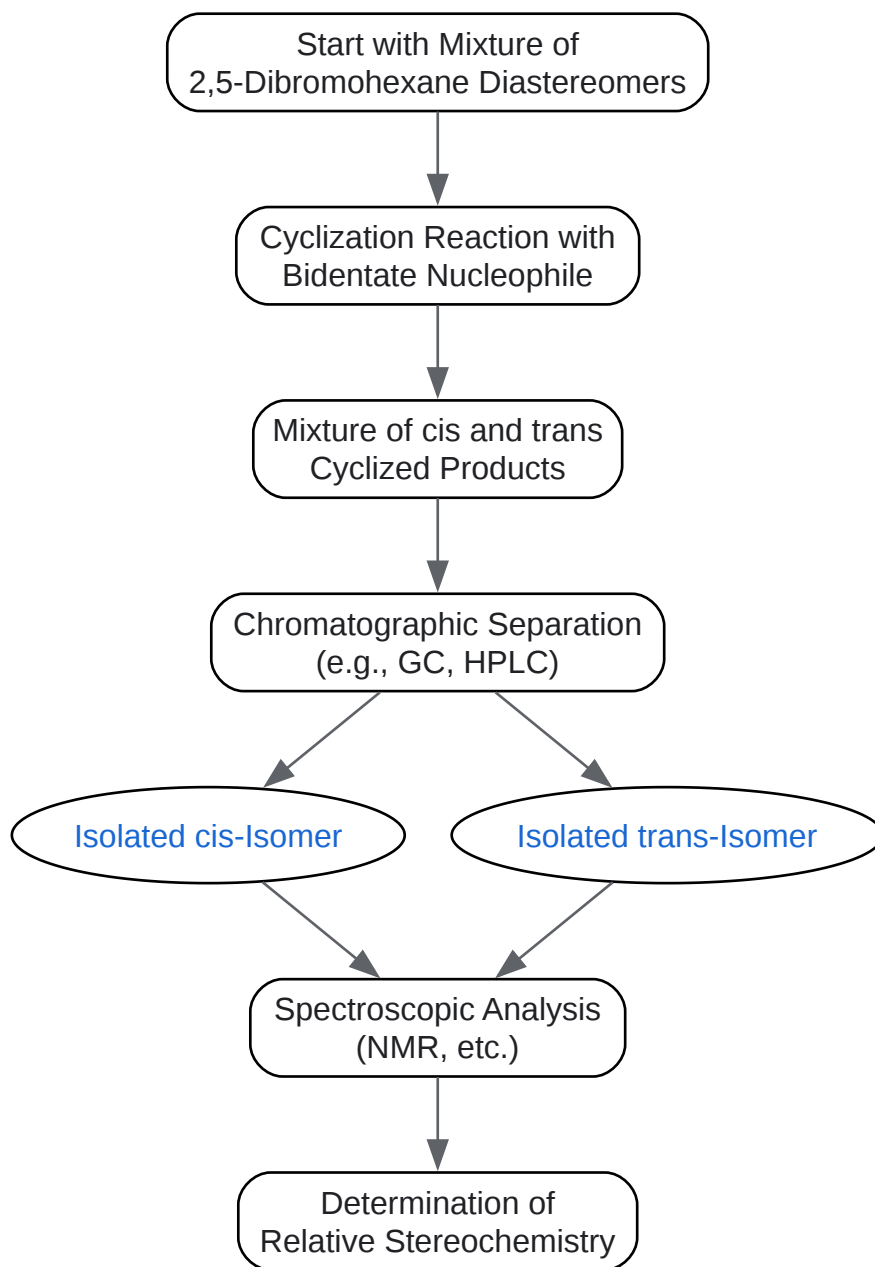 Start with Mixture of
2,5-Dibromohexane Diastereomers
Cyclization Reaction with
Bidentate Nucleophile
Mixture of cis and trans
Cyclized Products
Chromatographic Separation
(e.g., GC, HPLC)
Isolated cis-Isomer
Isolated trans-Isomer
Spectroscopic Analysis
(NMR, etc.)
Determination of
Relative Stereochemistry